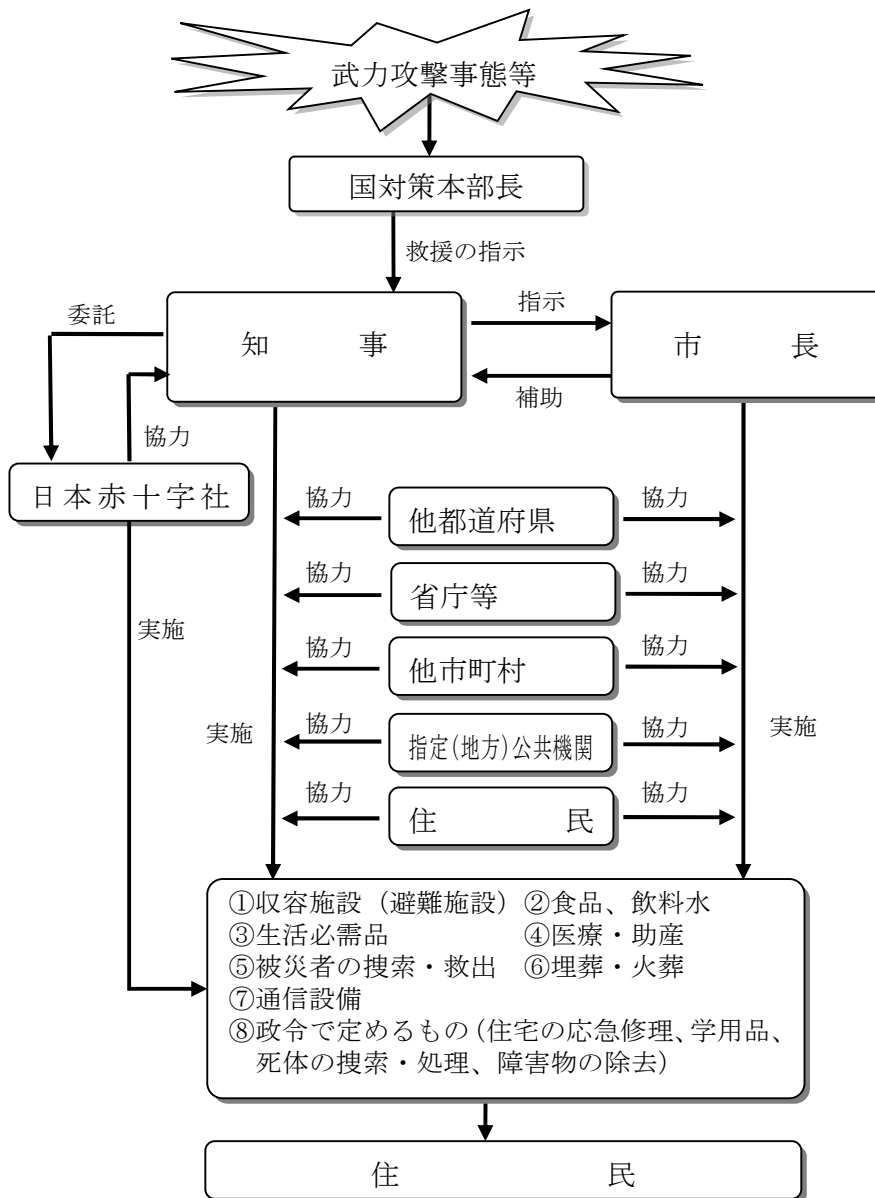 武力攻撃事態等
国対策本部長
救援の指示
委託
知　　　事
指示
市　　　長
補助
協力
日本赤十字社
協力
他都道府県
協力
協力
省庁等
協力
実施
協力
他市町村
協力
実施
協力
指定(地方)公共機関
協力
実施
協力
住　　　民
協力
①収容施設（避難施設）②食品、飲料水
③生活必需品　④医療・助産
⑤被災者の捜索・救出　⑥埋葬・火葬
⑦通信設備
⑧政令で定めるもの（住宅の応急修理、学用品、
死体の捜索・処理、障害物の除去）
住　　　民